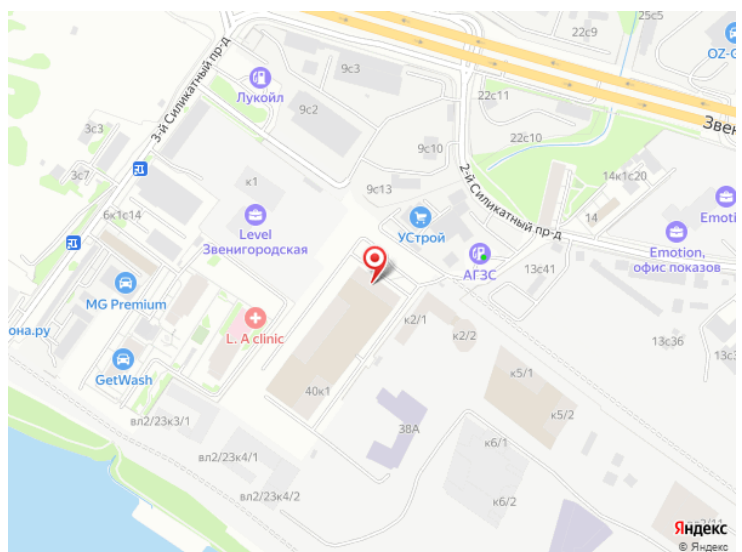 25с5
22с9
OZ-G
3-й Силикатный пр-д
9с3
Лукойл
9с2
22с11
Звен
22с10
3с3
9с10
2-й Силикатный пр-д
3с7
к1
9с13
14к1с20
6к1с14
Level
Звенигородская
УСтрой
14
Emoti
Emotion,
офис показов
АГЗС
13с41
MG Premium
она.ру
L. A clinic
к2/1
к2/2
13с36
13с3
GetWash
40к1
к5/1
к5/2
вл2/23к3/1
38А
к6/1
вл2/23к4/1
вл2/23к4/2
к6/2
Яндекс
© Яндекс